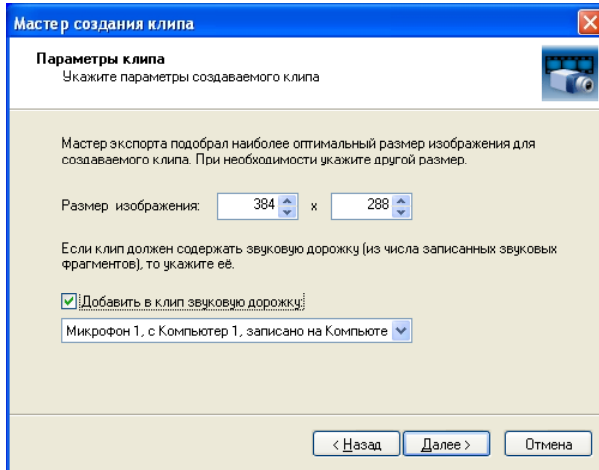 Мастер создания клипа
Параметры клипа
Укажите параметры создаваемого клипа
Мастер экспорта подобрал наиболее оптимальный размер изображения для
создаваемого клипа. При необходимости укажите другой размер.
Размер изображения: 384 x 288
Если клип должен содержать звуковую дорожку (из числа записанных звуковых
фрагментов), то укажите её.
Добавить в клип звуковую дорожку:
Микрофон 1, с Компьютер 1, записано на Компьюте
< Назад Далее > Отмена